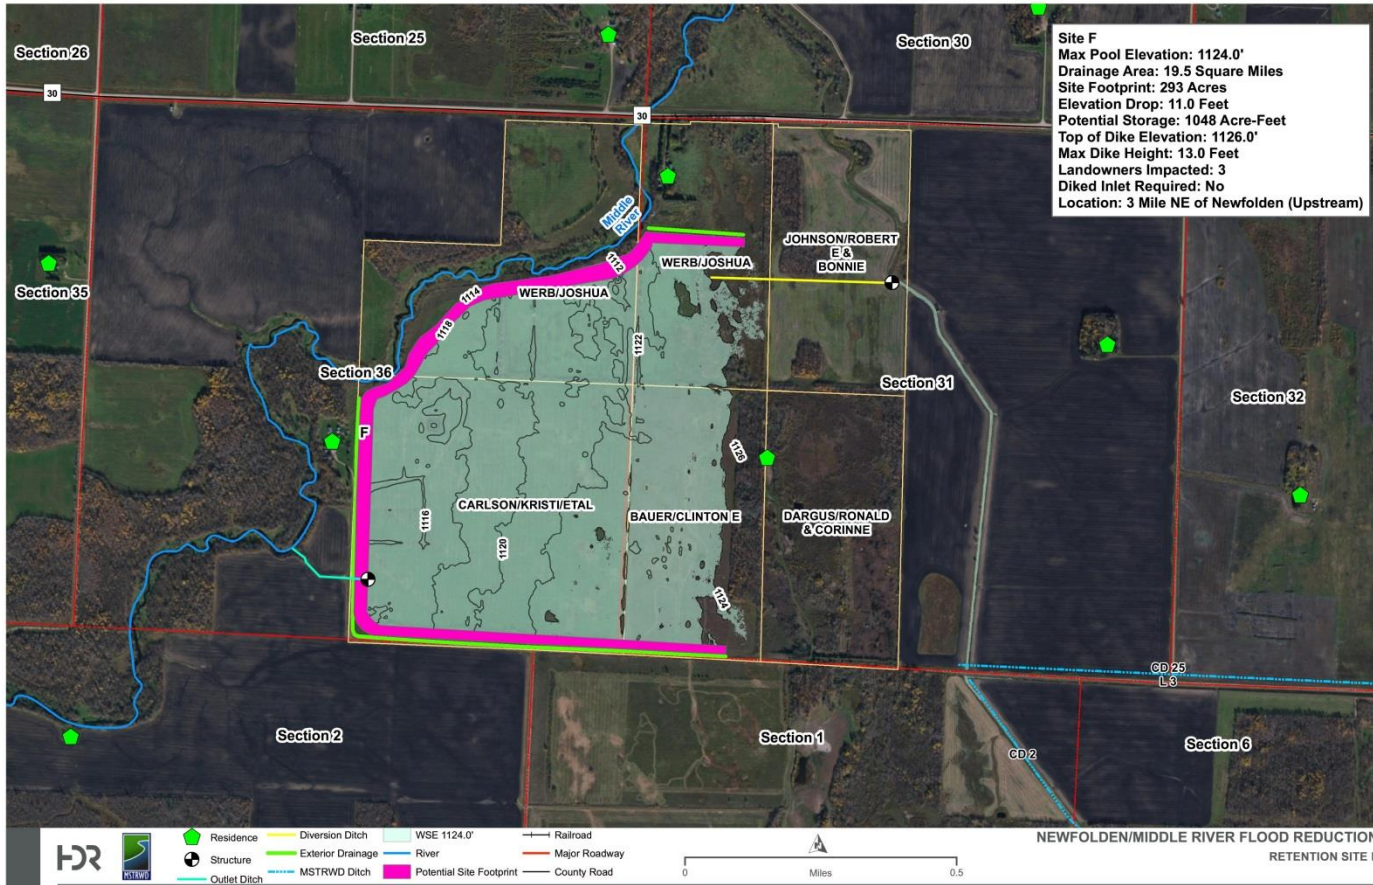 Section 26
Section 25
Section 30
30
30
Site F
Max Pool Elevation: 1124.0'
Drainage Area: 19.5 Square Miles
Site Footprint: 293 Acres
Elevation Drop: 11.0 Feet
Potential Storage: 1048 Acre-Feet
Top of Dike Elevation: 1126.0'
Max Dike Height: 13.0 Feet
Landowners Impacted: 3
Diked Inlet Required: No
Location: 3 Mile NE of Newfolden (Upstream)
Middle
River
JOHNSON/ROBERT
E &
BONNIE
WERB/JOSHUA
1112
WERB/JOSHUA
1114
1118
Section 35
1122
Section 36
Section 31
Section 32
F
1126
CARLSON/KRISTI/ETAL
1116
1120
BAUER/CLINTON E
DARGUS/RONALD
& CORINNE
1124
CD 25
L 3
Section 2
Section 1
Section 6
CD 2
HDR
MSTRWD
Residence
Structure
Outlet Ditch
Diversion Ditch
Exterior Drainage
MSTRWD Ditch
WSE 1124.0'
River
Potential Site Footprint
Railroad
Major Roadway
County Road
0
Miles
0.5
NEWFOLDEN/MIDDLE RIVER FLOOD REDUCTION
RETENTION SITE